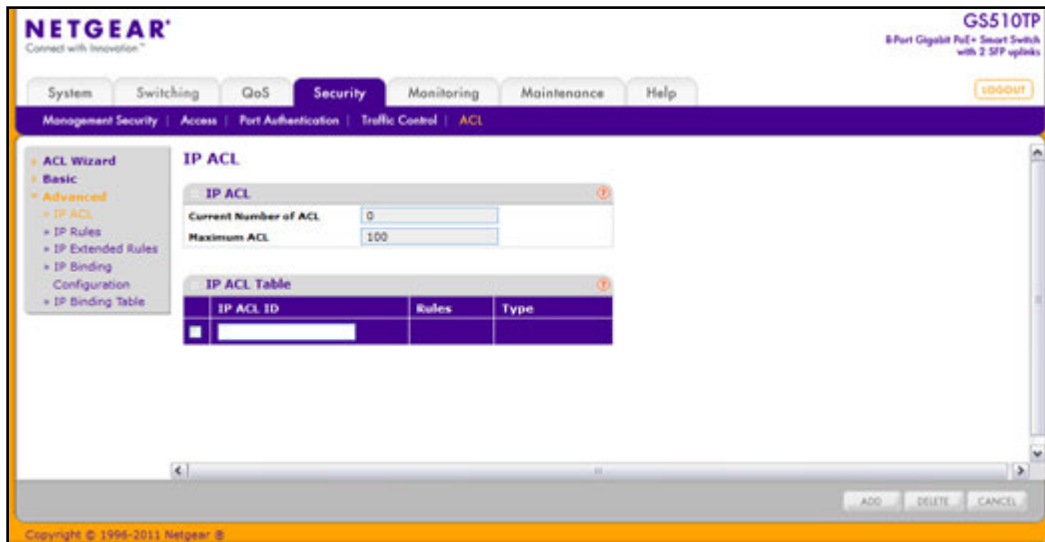 NETGEAR®
Connect with Innovation™
GS510TP
8-Port Gigabit PoE+ Smart Switch
with 2 SFP uplinks
System Switching QoS Security Monitoring Maintenance Help LOGOUT
Management Security | Access | Port Authentication | Traffic Control | ACL
ACL Wizard
Basic
Advanced
» IP ACL
» IP Rules
» IP Extended Rules
» IP Binding
Configuration
» IP Binding Table
IP ACL
IP ACL ?
Current Number of ACL 0
Maximum ACL 100
IP ACL Table ?
IP ACL ID Rules Type
ADD DELETE CANCEL
Copyright © 1996-2011 Netgear ®